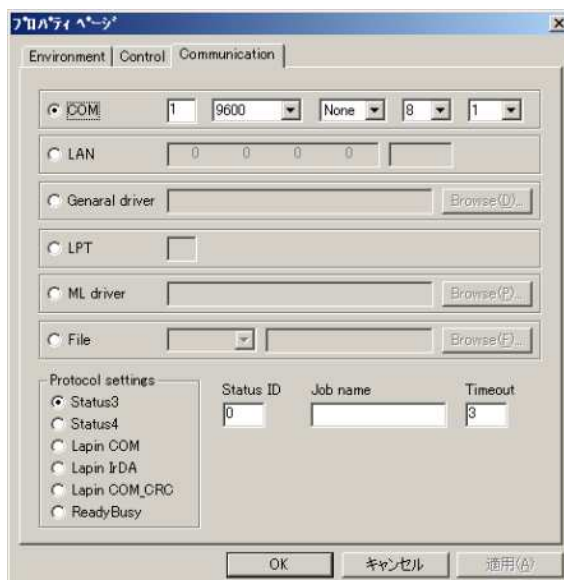 ﾌﾟﾛﾊﾟﾃｨ ﾍﾟｰｼﾞ
Environment Control Communication
COM 1 9600 None 8 1
LAN 0 0 0 0
Genaral driver Browse(D)...
LPT
ML driver Browse(P)...
File Browse(F)...
Protocol settings
Status3
Status4
Lapin COM
Lapin IrDA
Lapin COM_CRC
ReadyBusy
Status ID Job name Timeout
0 3
OK キャンセル 適用(A)